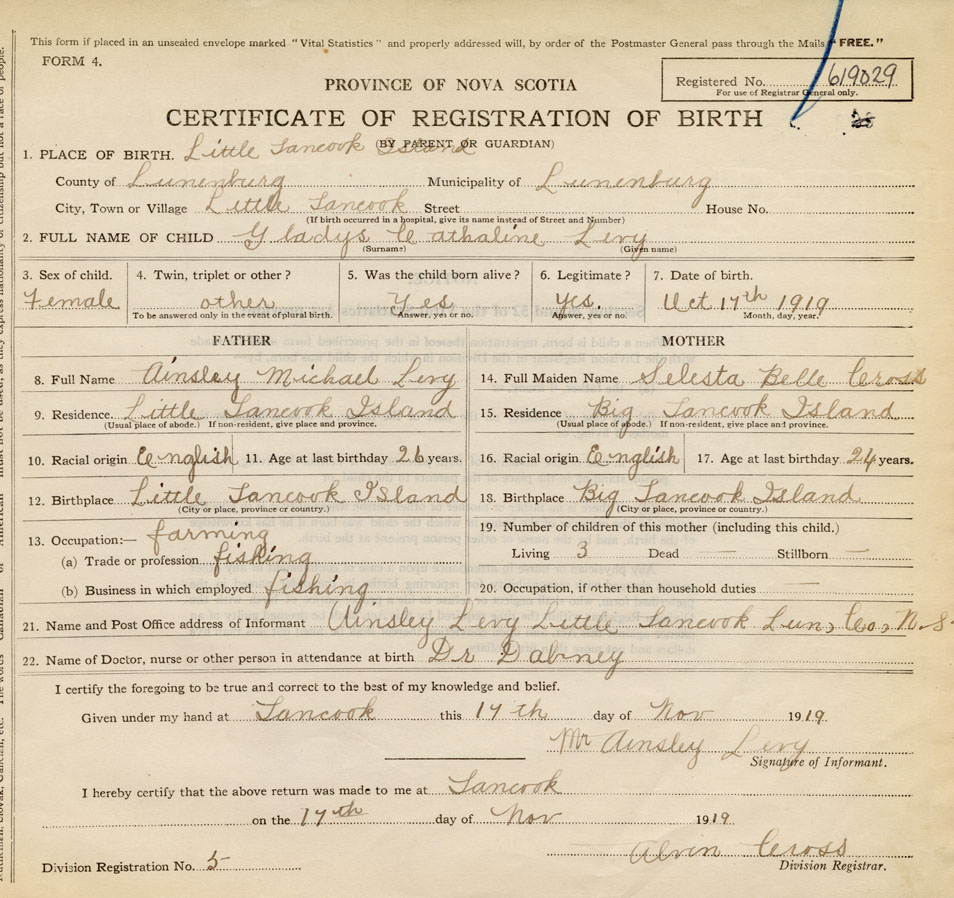 This form if placed in an unsealed envelope marked "Vital Statistics" and properly addressed will, by order of the Postmaster General pass through the Mails "FREE."
FORM 4.
Registered No. 619029
For use of Registrar General only.
PROVINCE OF NOVA SCOTIA
CERTIFICATE OF REGISTRATION OF BIRTH
(BY PARENT OR GUARDIAN)
1. PLACE OF BIRTH. Little Tancook Island
County of Lunenburg Municipality of Lunenburg
City, Town or Village Little Tancook Street House No.
(If birth occurred in a hospital, give its name instead of Street and Number)
2. FULL NAME OF CHILD Gladys Cathaline Levy
(Surname) (Given name)
3. Sex of child. 4. Twin, triplet or other? 5. Was the child born alive? 6. Legitimate? 7. Date of birth.
Female other Yes Yes. Oct 17th 1919
To be answered only in the event of plural birth. Answer, yes or no. Answer, yes or no. Month, day, year.
FATHER MOTHER
8. Full Name Ainsley Michael Levy 14. Full Maiden Name Selesta Belle Cross
9. Residence. Little Tancook Island 15. Residence Big Tancook Island
(Usual place of abode.) If non-resident, give place and province. (Usual place of abode.) If non-resident, give place and province.
10. Racial origin English 11. Age at last birthday 26 years. 16. Racial origin English 17. Age at last birthday 24 years.
12. Birthplace Little Tancook Island 18. Birthplace Big Tancook Island
(City or place, province or country.) (City or place, province or country.)
13. Occupation:— farming 19. Number of children of this mother (including this child.)
(a) Trade or profession fishing Living 3 Dead — Stillborn —
(b) Business in which employed fishing 20. Occupation, if other than household duties —
21. Name and Post Office address of Informant Ainsley Levy Little Tancook Lun, Co, N.S.
22. Name of Doctor, nurse or other person in attendance at birth Dr Dabney
I certify the foregoing to be true and correct to the best of my knowledge and belief.
Given under my hand at Tancook this 17th day of Nov 1919.
Mr Ainsley Levy
Signature of Informant.
I hereby certify that the above return was made to me at Tancook
on the 17th day of Nov 1919.
Alvin Cross
Division Registration No. 5 Division Registrar.